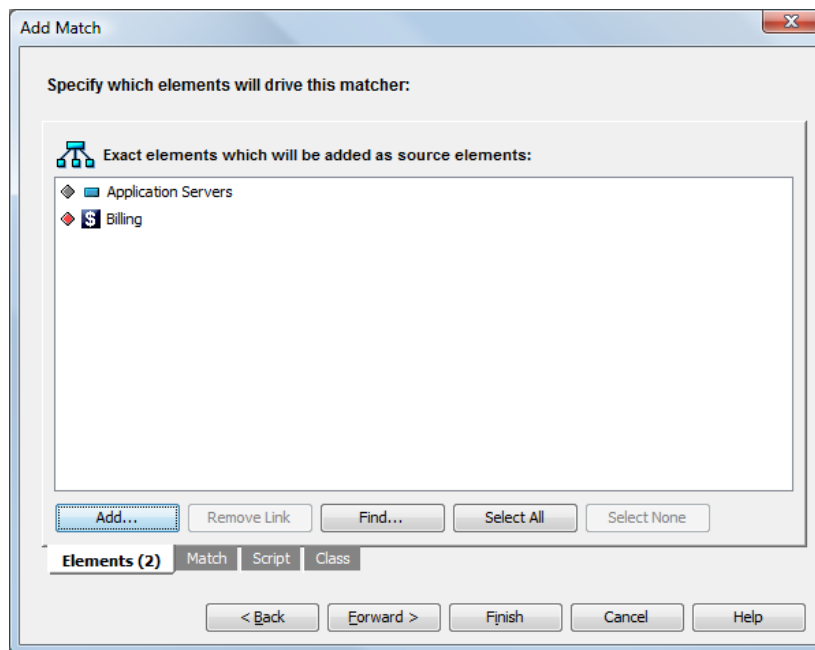 Add Match
X
Specify which elements will drive this matcher:
Exact elements which will be added as source elements:
Application Servers
$ Billing
Add... Remove Link Find... Select All Select None
Elements (2) Match Script Class
< Back Forward > Finish Cancel Help